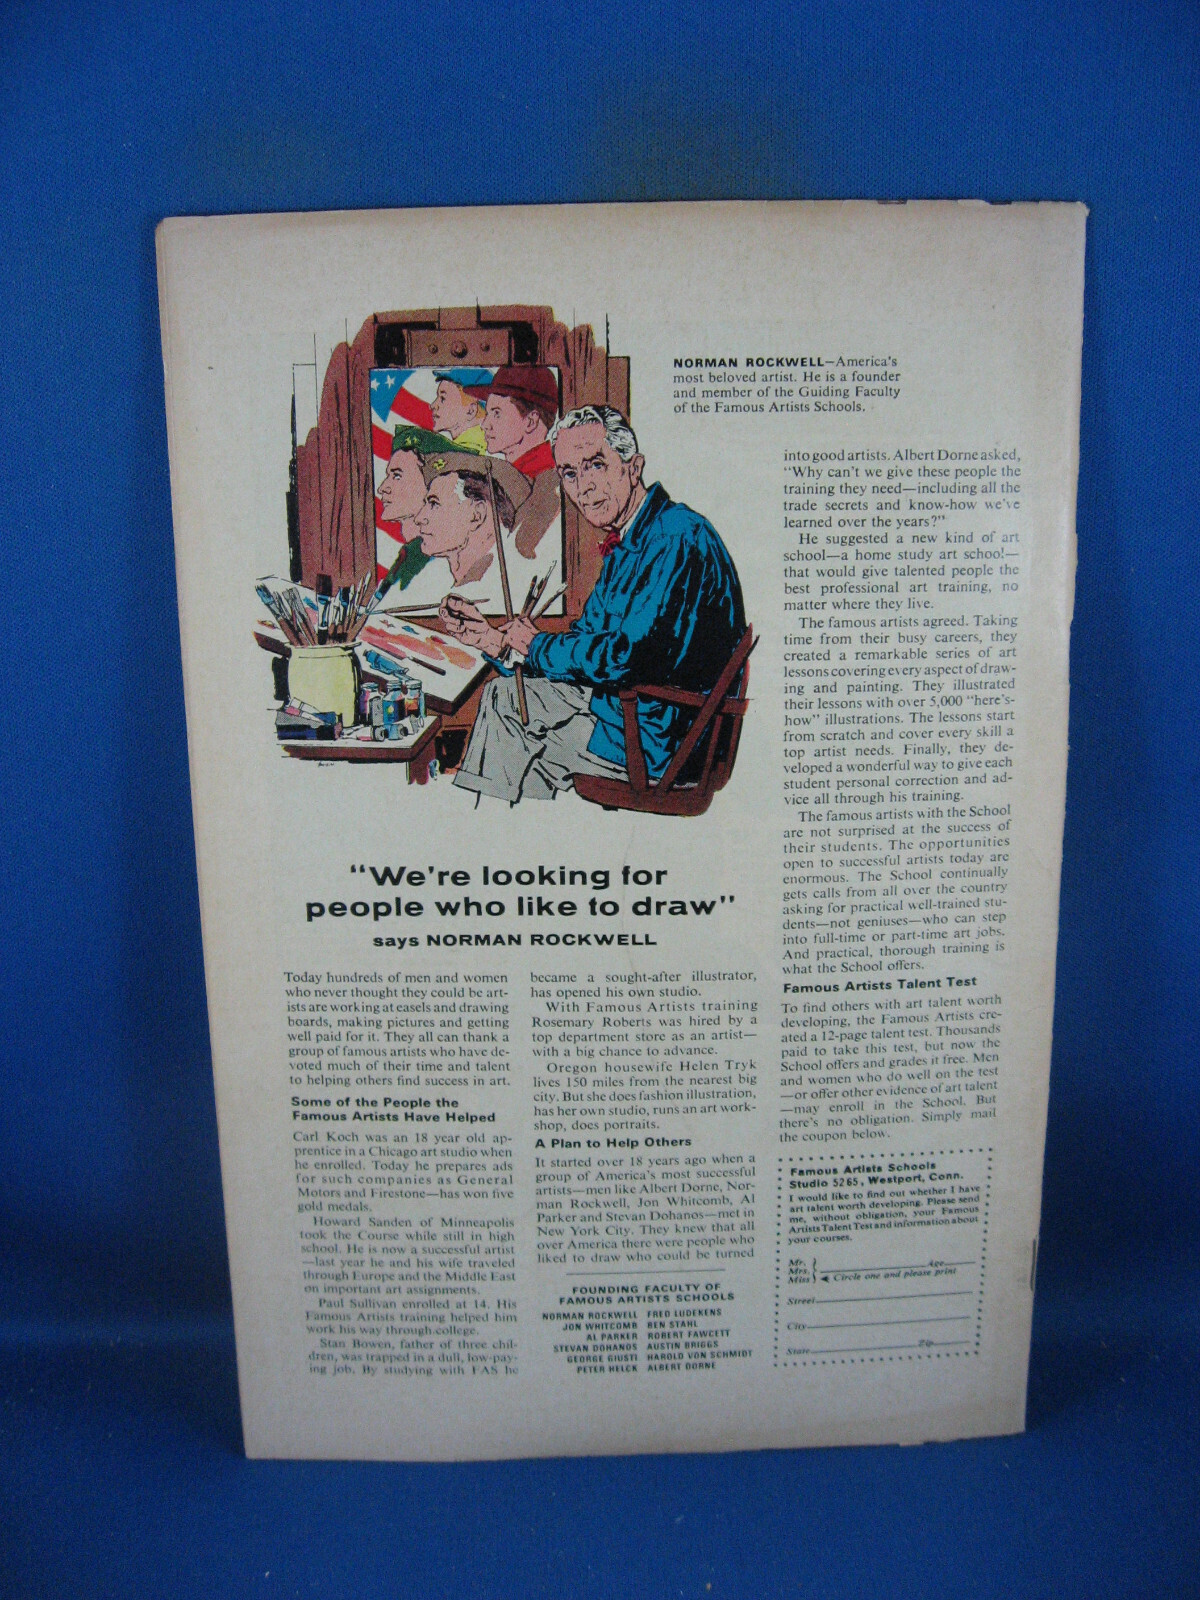 NORMAN ROCKWELL—America's
most beloved artist. He is a founder
and member of the Guiding Faculty
of the Famous Artists Schools.
"We're looking for
people who like to draw"
says NORMAN ROCKWELL
Today hundreds of men and women
who never thought they could be art-
ists are working at easels and drawing
boards, making pictures and getting
well paid for it. They all can thank a
group of famous artists who have de-
voted much of their time and talent
to helping others find success in art.
Some of the People the
Famous Artists Have Helped
Carl Koch was an 18 year old ap-
prentice in a Chicago art studio when
he enrolled. Today he prepares ads
for such companies as General
Motors and Firestone—has won five
gold medals.
Howard Sanden of Minneapolis
took the Course while still in high
school. He is now a successful artist
—last year he and his wife traveled
through Europe and the Middle East
on important art assignments.
Paul Sullivan enrolled at 14. His
Famous Artists training helped him
work his way through college.
Stan Bowen, father of three chil-
dren, was trapped in a dull, low-pay-
ing job. By studying with FAS he
became a sought-after illustrator,
has opened his own studio.
With Famous Artists training
Rosemary Roberts was hired by a
top department store as an artist—
with a big chance to advance.
Oregon housewife Helen Tryk
lives 150 miles from the nearest big
city. But she does fashion illustration,
has her own studio, runs an art work-
shop, does portraits.
A Plan to Help Others
It started over 18 years ago when a
group of America's most successful
artists—men like Albert Dorne, Nor-
man Rockwell, Jon Whitcomb, Al
Parker and Stevan Dohanos—met in
New York City. They knew that all
over America there were people who
liked to draw who could be turned
into good artists. Albert Dorne asked,
"Why can't we give these people the
training they need—including all the
trade secrets and know-how we've
learned over the years?"
He suggested a new kind of art
school—a home study art school—
that would give talented people the
best professional art training, no
matter where they live.
The famous artists agreed. Taking
time from their busy careers, they
created a remarkable series of art
lessons covering every aspect of draw-
ing and painting. They illustrated
their lessons with over 5,000 "here's-
how" illustrations. The lessons start
from scratch and cover every skill a
top artist needs. Finally, they de-
veloped a wonderful way to give each
student personal correction and ad-
vice all through his training.
The famous artists with the School
are not surprised at the success of
their students. The opportunities
open to successful artists today are
enormous. The School continually
gets calls from all over the country
asking for practical well-trained stu-
dents—not geniuses—who can step
into full-time or part-time art jobs.
And practical, thorough training is
what the School offers.
Famous Artists Talent Test
To find others with art talent worth
developing, the Famous Artists cre-
ated a 12-page talent test. Thousands
paid to take this test, but now the
School offers and grades it free. Men
and women who do well on the test
—or offer other evidence of art talent
—may enroll in the School. But
there's no obligation. Simply mail
the coupon below.
FOUNDING FACULTY OF
FAMOUS ARTISTS SCHOOLS
NORMAN ROCKWELL FRED LUDEKENS
JON WHITCOMB BEN STAHL
AL PARKER ROBERT FAWCETT
STEVAN DOHANOS AUSTIN BRIGGS
GEORGE GIUSTI HAROLD VON SCHMIDT
PETER HELCK ALBERT DORNE
Famous Artists Schools
Studio 5265, Westport, Conn.
I would like to find out whether I have
art talent worth developing. Please send
me, without obligation, your Famous
Artists Talent Test and information about
your courses.
Mr.
Mrs. Age
Miss Circle one and please print
Street
City
State Zip